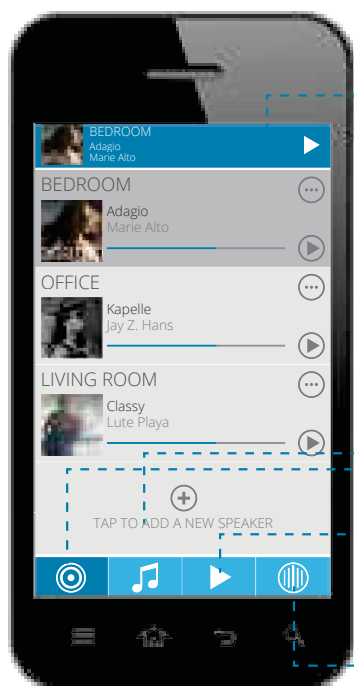 BEDROOM
Adagio
Marie Alto
BEDROOM
Adagio
Marie Alto
OFFICE
Kapelle
Jay Z. Hans
LIVING ROOM
Classy
Lute Playa
TAP TO ADD A NEW SPEAKER